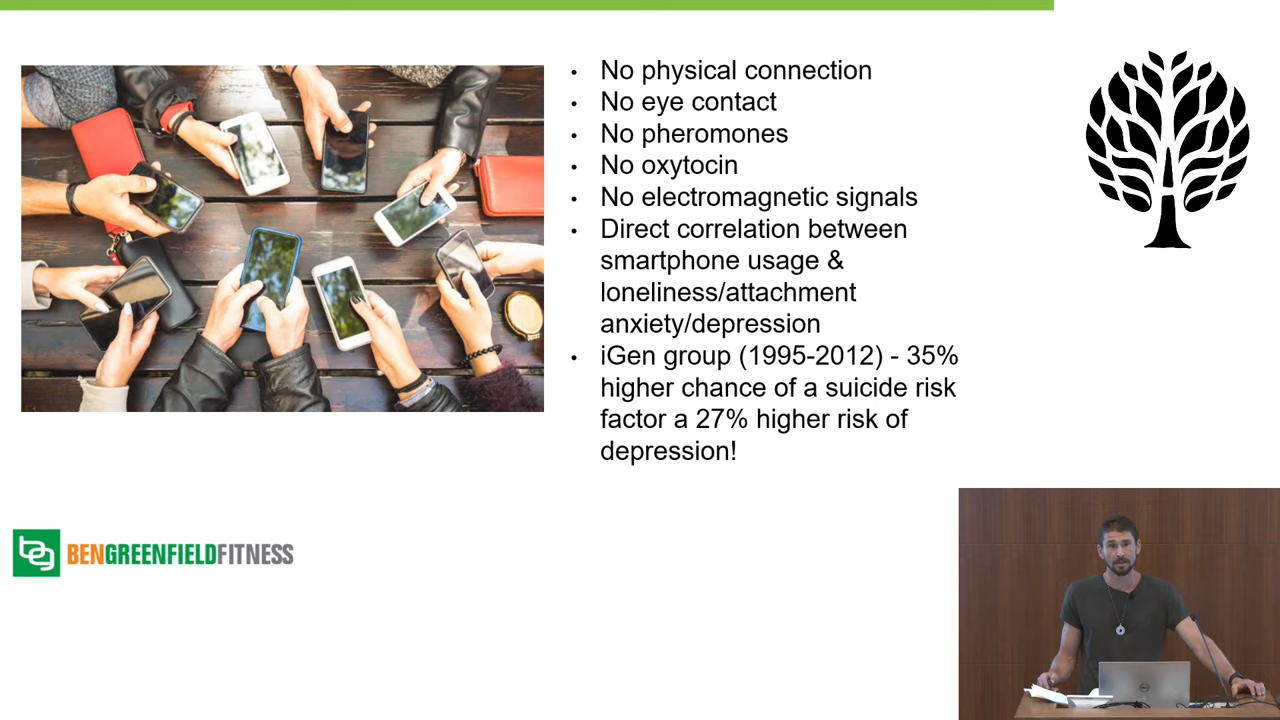 No physical connection
No eye contact
No pheromones
No oxytocin
No electromagnetic signals
Direct correlation between
smartphone usage &
loneliness/attachment
anxiety/depression
iGen group (1995-2012) - 35%
higher chance of a suicide risk
factor a 27% higher risk of
depression!
beg BENGREENFIELDFITNESS
DELL